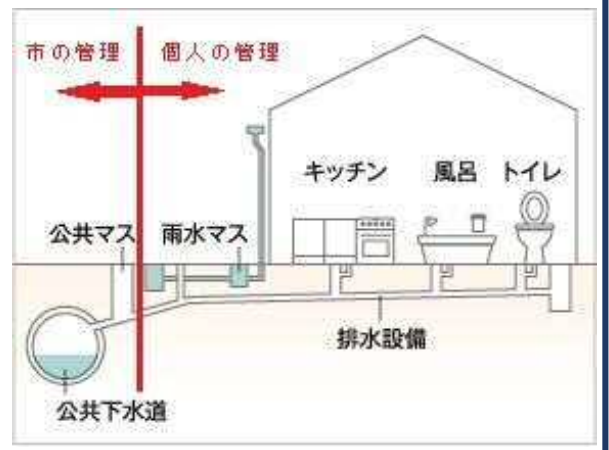 市の管理
個人の管理
キッチン
風呂
トイレ
公共マス
雨水マス
排水設備
公共下水道